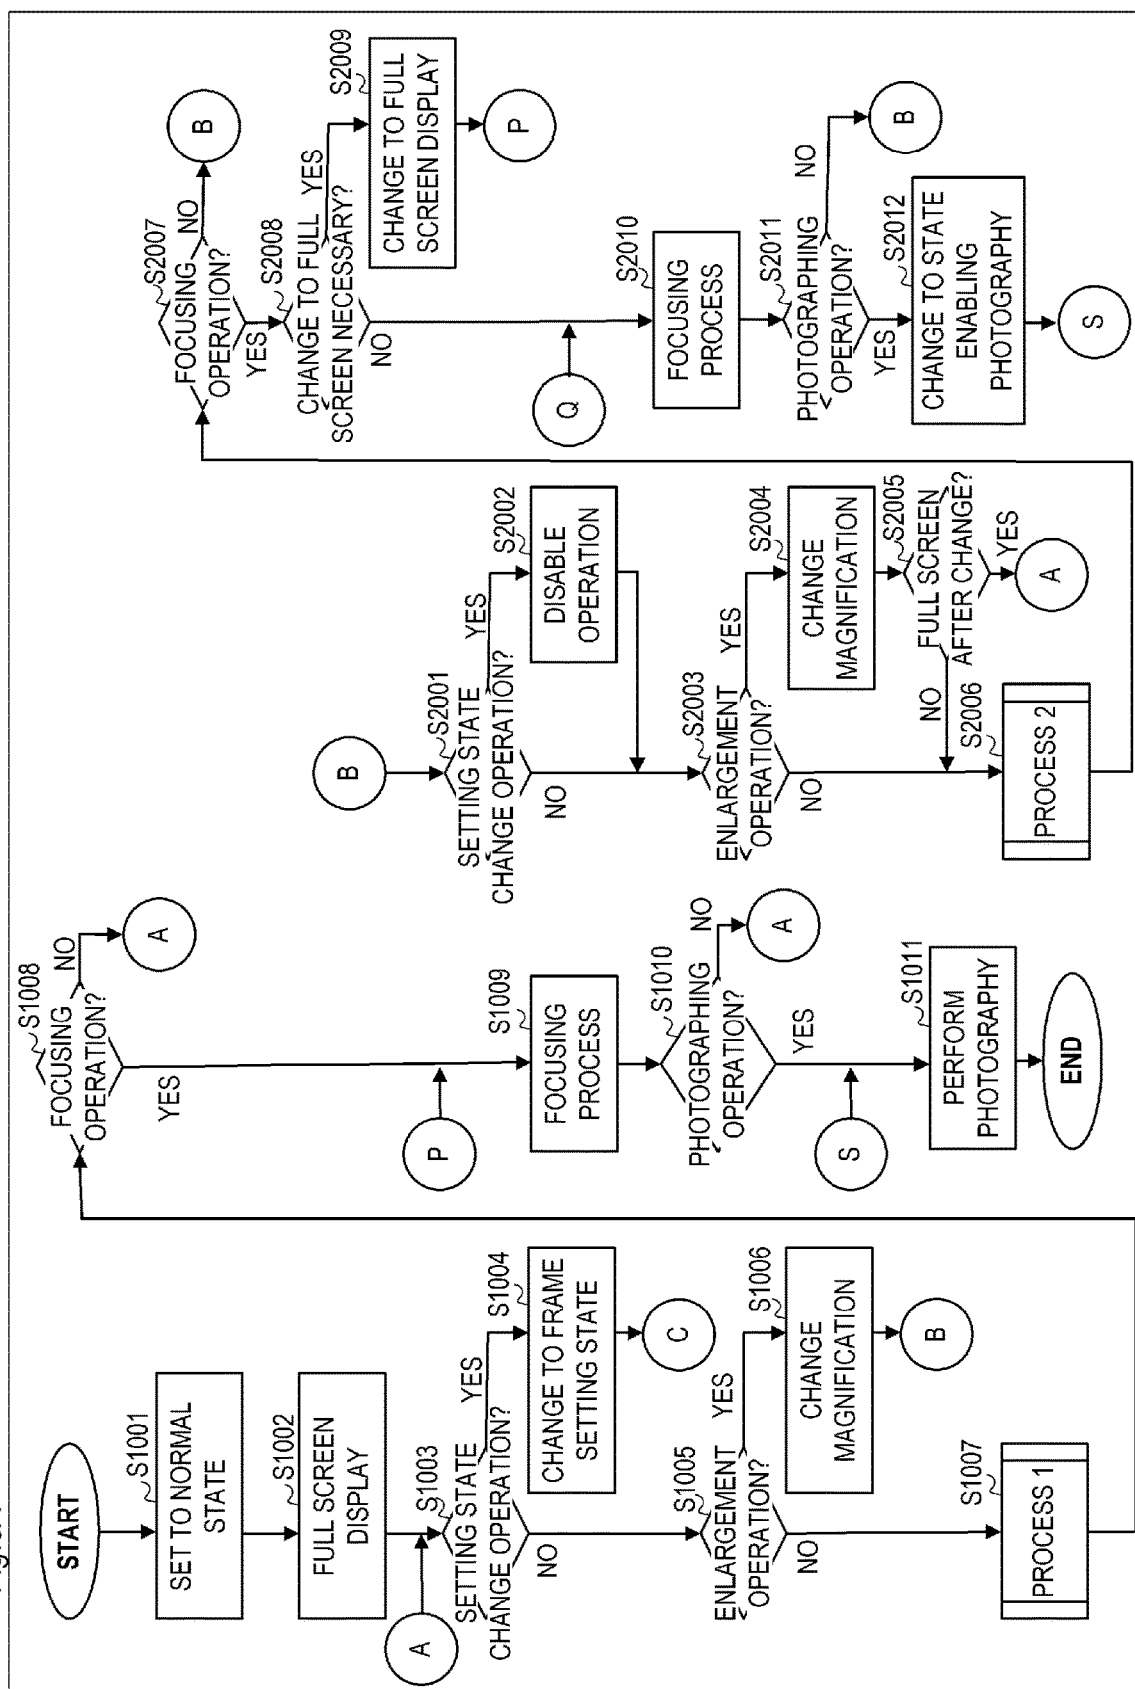 START
S1001
SET TO NORMAL
STATE
S1002
FULL SCREEN
DISPLAY
A
S1003
SETTING STATE
CHANGE OPERATION?
YES
NO
S1004
CHANGE TO FRAME
SETTING STATE
C
S1005
ENLARGEMENT
OPERATION?
YES
NO
S1006
CHANGE
MAGNIFICATION
B
S1007
PROCESS 1
S1008
FOCUSING
OPERATION?
NO
A
YES
P
S1009
FOCUSING
PROCESS
S1010
PHOTOGRAPHING
OPERATION?
NO
A
YES
S
S1011
PERFORM
PHOTOGRAPHY
END
B
S2001
SETTING STATE
CHANGE OPERATION?
YES
NO
S2002
DISABLE
OPERATION
S2003
ENLARGEMENT
OPERATION?
YES
NO
S2004
CHANGE
MAGNIFICATION
S2005
FULL SCREEN
AFTER CHANGE?
NO
YES
A
S2006
PROCESS 2
S2007
FOCUSING
OPERATION?
NO
B
YES
S2008
CHANGE TO FULL
SCREEN NECESSARY?
YES
NO
S2009
CHANGE TO FULL
SCREEN DISPLAY
P
Q
S2010
FOCUSING
PROCESS
S2011
PHOTOGRAPHING
OPERATION?
NO
B
YES
S2012
CHANGE TO STATE
ENABLING
PHOTOGRAPHY
S